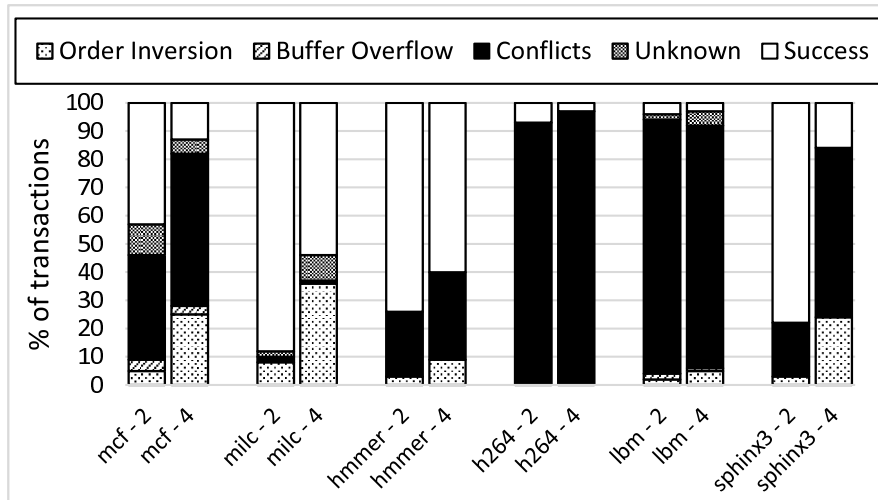 Order Inversion Buffer Overflow Conflicts Unknown Success
% of transactions
100
90
80
70
60
50
40
30
20
10
0
mcf - 2
mcf - 4
milc - 2
milc - 4
hmmer - 2
hmmer - 4
h264 - 2
h264 - 4
lbm - 2
lbm - 4
sphinx3 - 2
sphinx3 - 4